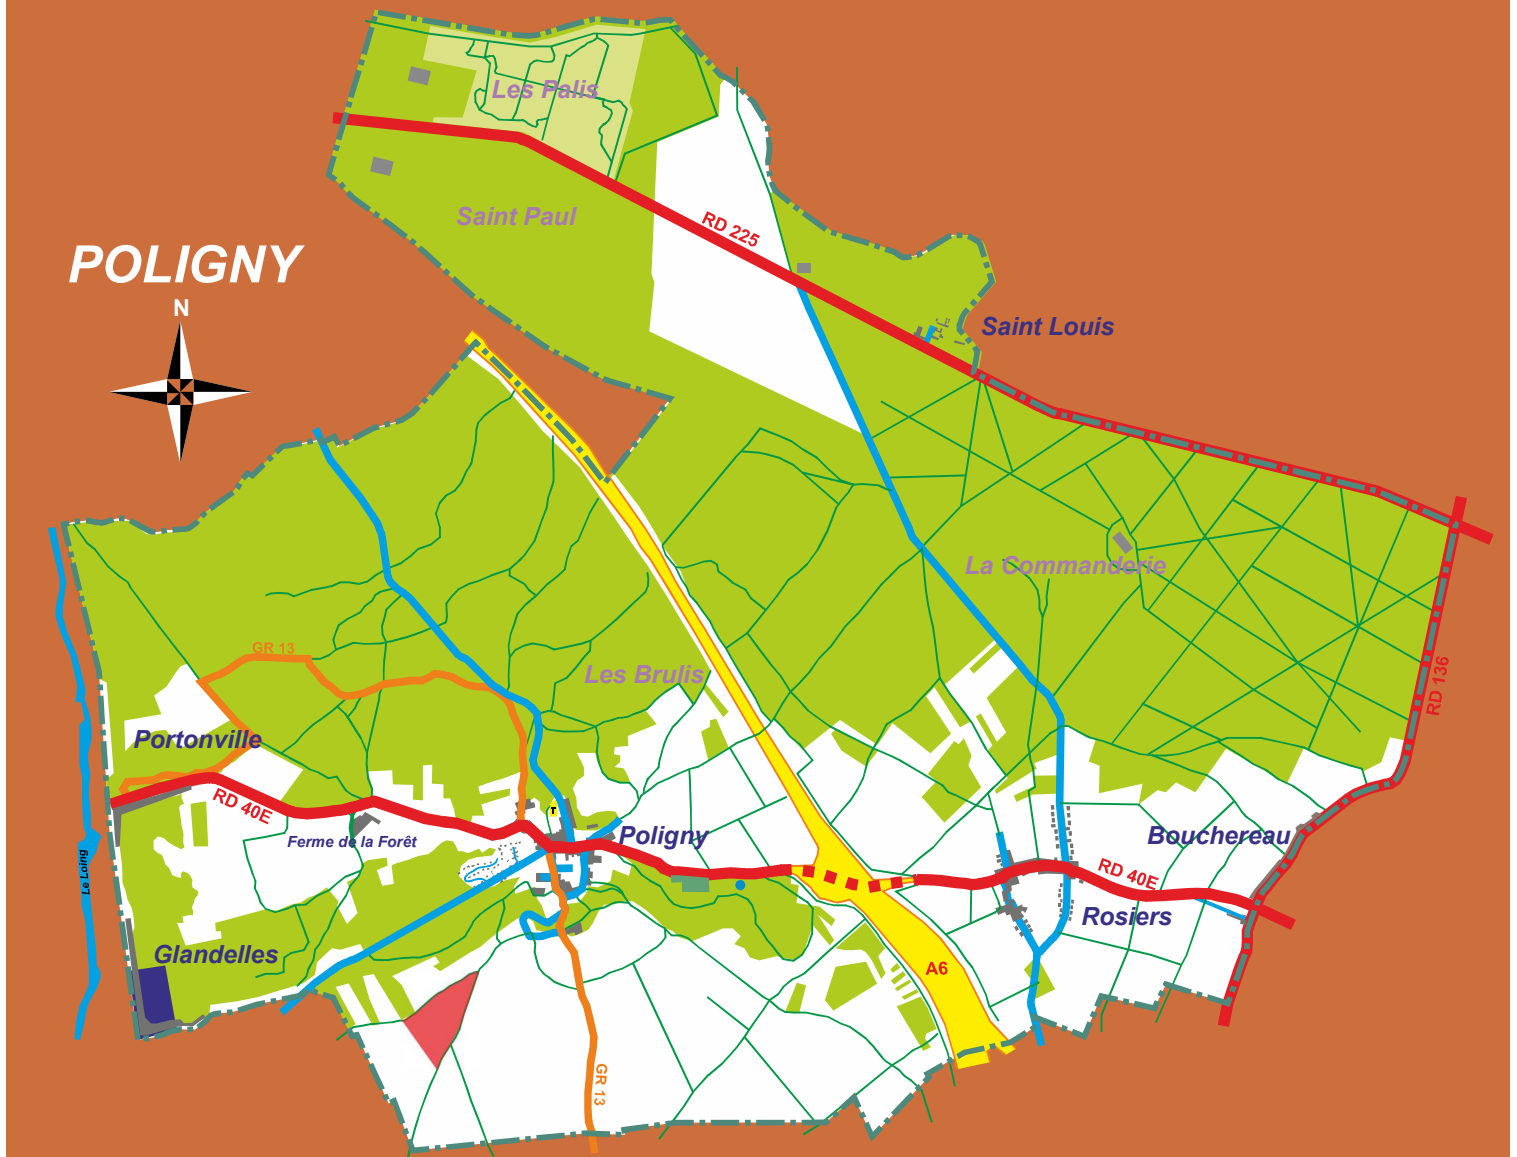 Les Palis
Saint Paul
RD 225
POLIGNY
N
Saint Louis
La Commanderie
GR 13
Les Brulis
RD 136
Portonville
RD 40E
Ferme de la Forêt
Poligny
Bouchereau
RD 40E
Le Loing
Rosiers
Glandelles
A6
GR 13